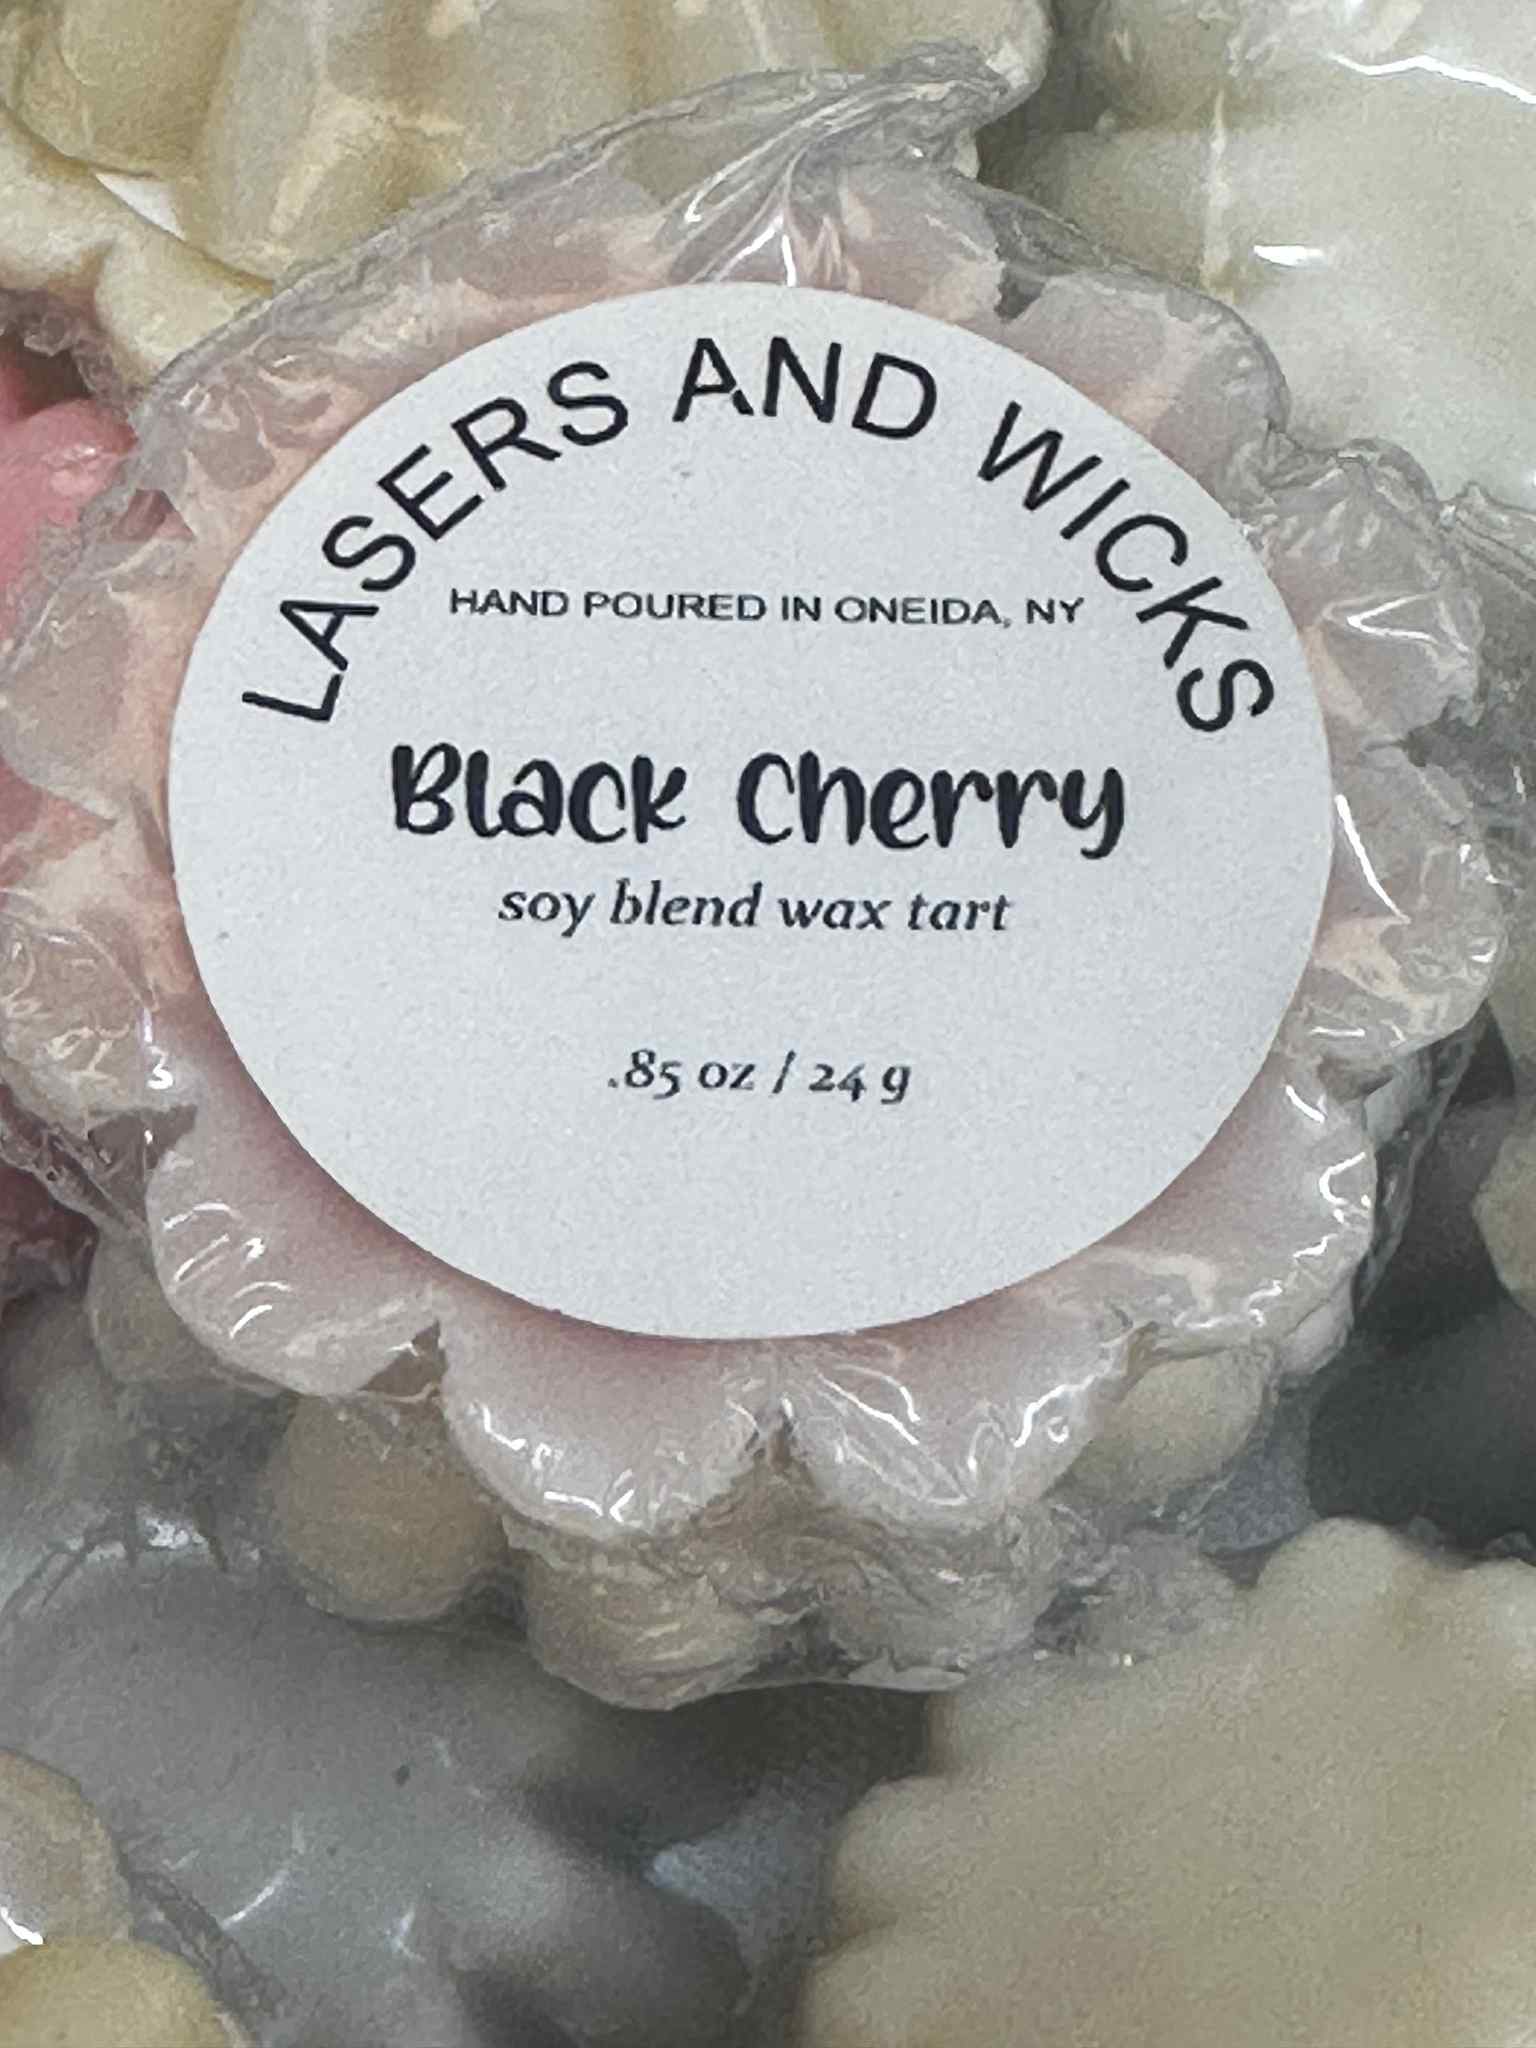 LASERS AND WICKS
HAND POURED IN ONEIDA, NY
Black Cherry
soy blend wax tart
.85 oz / 24 g